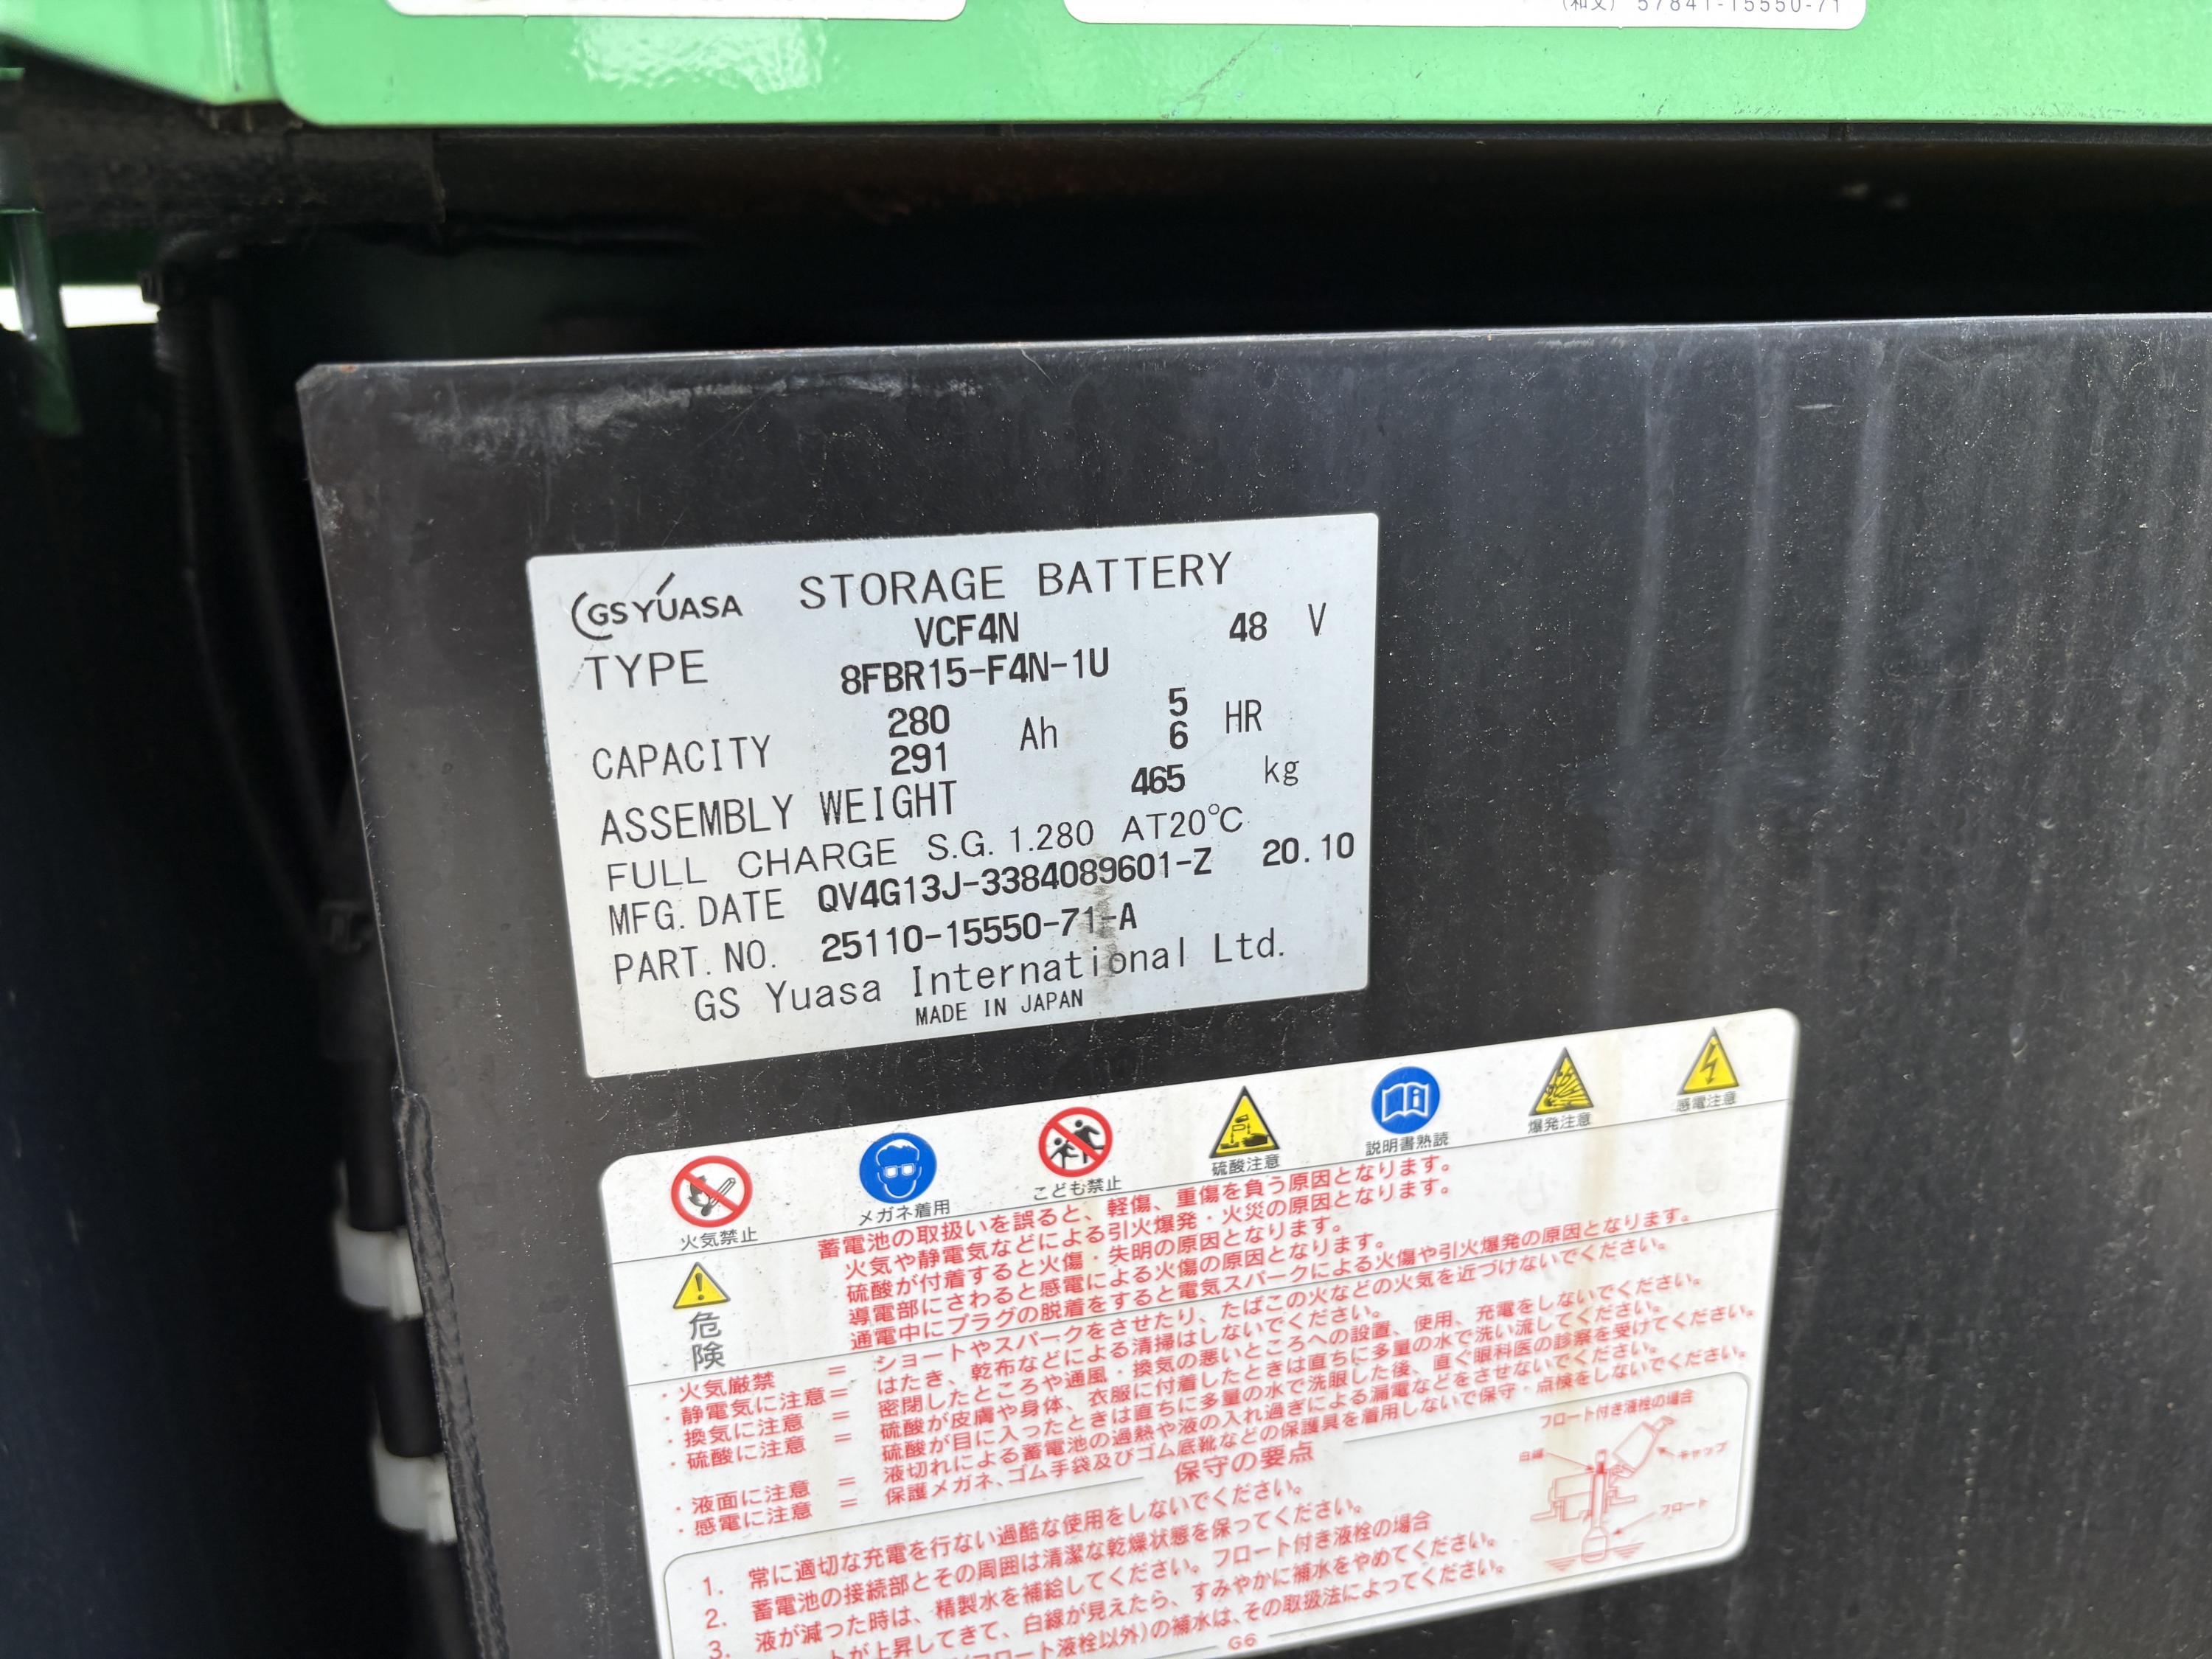 (和文) 57841-15550-71
GS YUASA STORAGE BATTERY
VCF4N 48 V
TYPE 8FBR15-F4N-1U
280 5
CAPACITY Ah HR
291 6
ASSEMBLY WEIGHT 465 kg
FULL CHARGE S.G. 1.280 AT20℃
MFG. DATE QV4G13J-3384089601-Z 20.10
PART. NO. 25110-15550-71-A
GS Yuasa International Ltd.
MADE IN JAPAN
火気禁止 メガネ着用 こども禁止 硫酸注意 説明書熟読 爆発注意 感電注意
危険
蓄電池の取扱いを誤ると、軽傷、重傷を負う原因となります。
火気や静電気などによる引火爆発・火災の原因となります。
硫酸が付着すると火傷・失明の原因となります。
導電部にさわると感電による火傷の原因となります。
通電中にプラグの脱着をすると電気スパークによる火傷や引火爆発の原因となります。
・火気厳禁 = ショートやスパークをさせたり、たばこの火などの火気を近づけないでください。
・静電気に注意= はたき、乾布などによる清掃はしないでください。
・換気に注意 = 密閉したところや通風・換気の悪いところへの設置、使用、充電をしないでください。
・硫酸に注意 = 硫酸が皮膚や身体、衣服に付着したときは直ちに多量の水で洗い流してください。
硫酸が目に入ったときは直ちに多量の水で洗眼した後、直ぐ眼科医の診察を受けてください。
・液面に注意 = 液切れによる蓄電池の過熱や液の入れ過ぎによる漏電などをさせないでください。
・感電に注意 = 保護メガネ、ゴム手袋及びゴム底靴などの保護具を着用しないで保守・点検をしないでください。
保守の要点
1. 常に適切な充電を行ない過酷な使用をしないでください。
2. 蓄電池の接続部とその周囲は清潔な乾燥状態を保ってください。
3. 液が減った時は、精製水を補給してください。フロート付き液栓の場合
トが上昇してきて、白線が見えたら、すみやかに補水をやめてください。
フロート液栓以外)の補水は、その取扱法によってください。
フロート付き液栓の場合
白線
キャップ
フロート
G6